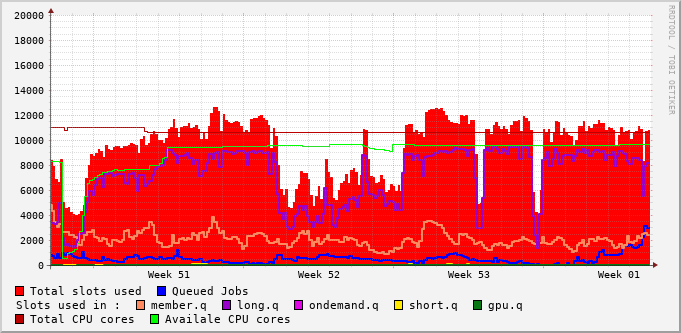 20000
18000
16000
14000
12000
10000
8000
6000
4000
2000
0
Week 51 Week 52 Week 53 Week 01
RRDTOOL / TOBI OETIKER
Total slots used Queued Jobs
Slots used in : member.q long.q ondemand.q short.q gpu.q
Total CPU cores Availale CPU cores